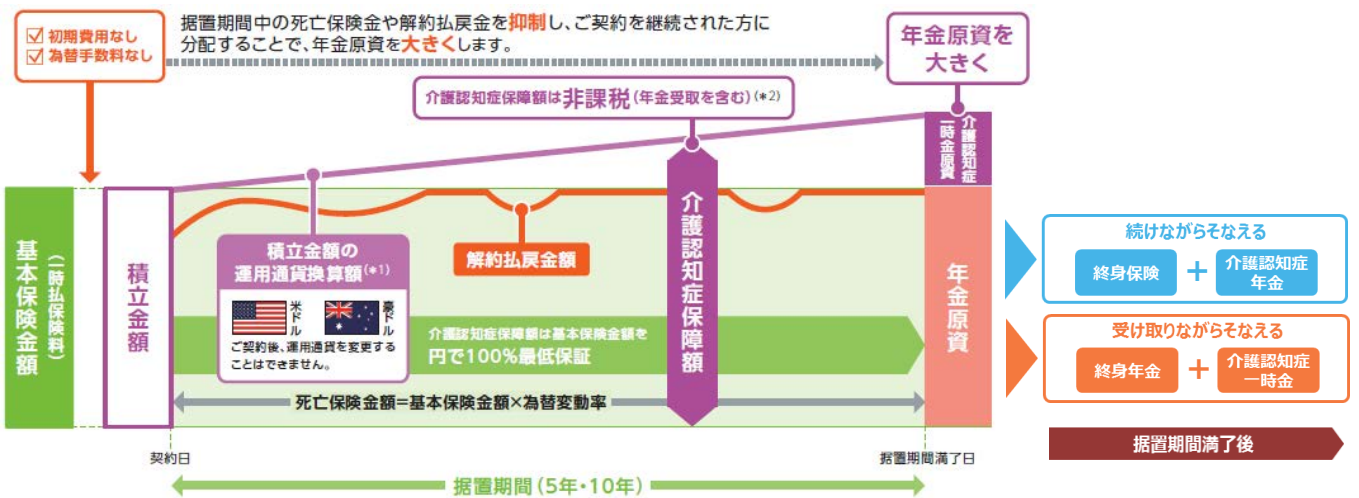 初期費用なし
為替手数料なし
据置期間中の死亡保険金や解約払戻金を抑制し、ご契約を継続された方に
分配することで、年金原資を大きくします。
年金原資を
大きく
介護認知症保障額は非課税(年金受取を含む)(*2)
介護認知症
一時金原資
基本保険金額
(一時払保険料)
積立金額
積立金額の
運用通貨換算額(*1)
米ドル
豪ドル
ご契約後、運用通貨を変更する
ことはできません。
解約払戻金額
介護認知症保障額は基本保険金額を
円で100%最低保証
介護認知症保障額
年金原資
死亡保険金額=基本保険金額×為替変動率
契約日
据置期間満了日
据置期間(5年・10年)
続けながらそなえる
終身保険
+
介護認知症
年金
受け取りながらそなえる
終身年金
+
介護認知症
一時金
据置期間満了後